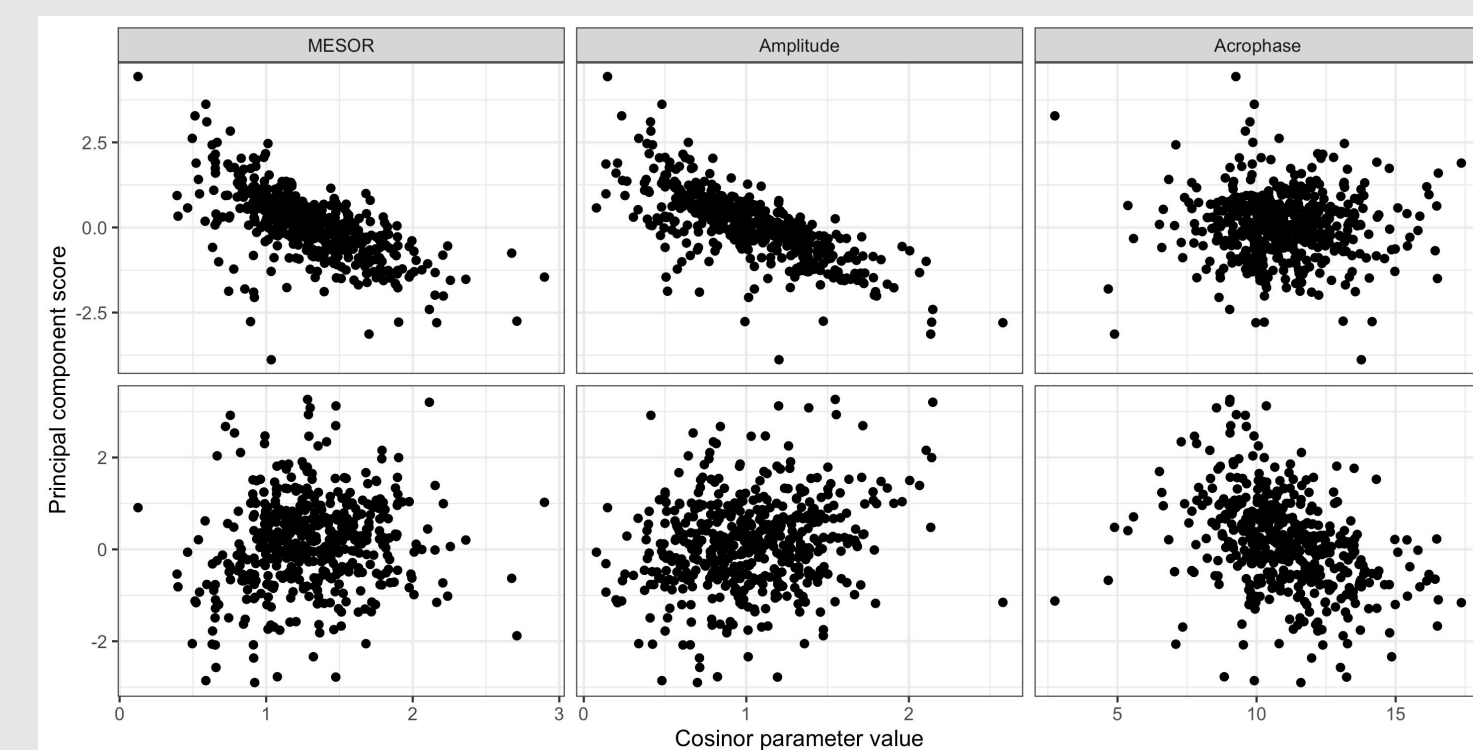 MESOR Amplitude Acrophase
2.5
0.0
-2.5
2
0
-2
Principal component score
0 1 2 3 0 1 2 5 10 15
Cosinor parameter value